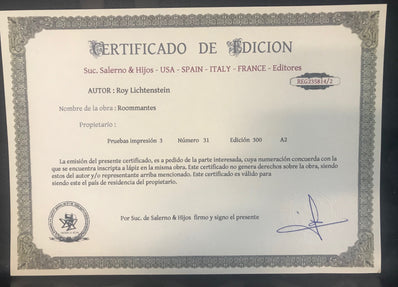 CERTIFICADO DE EDICION
Suc. Salerno & Hijos - USA - SPAIN - ITALY - FRANCE - Editores
REG235814/2
AUTOR : Roy Lichtenstein
Nombre de la obra : Roommantes
Propietario :
Pruebas impresión 3 Número 31 Edición 300 A2
La emisión del presente certificado, es a pedido de la parte interesada, cuya numeración concuerda con la
que se encuentra inscripta a lápiz en la misma obra. Este certificado no genera derechos sobre la obra, siendo
estos del autor y/o representante arriba mencionado. Este certificado es válido para
siendo este el país de residencia del propietario.
Por Suc. de Salerno & Hijos firmo y signo el presente